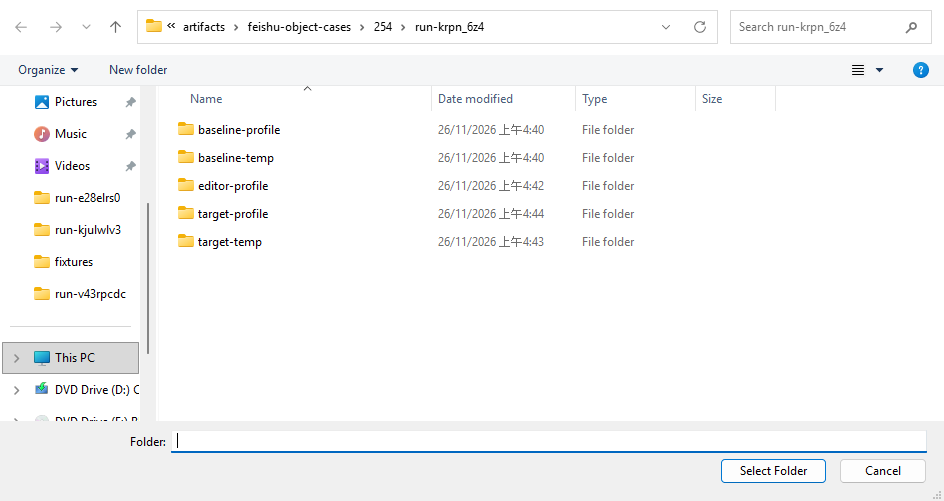 « artifacts › feishu-object-cases › 254 › run-krpn_6z4
Search run-krpn_6z4
Organize
New folder
?
Pictures
Music
Videos
run-e28elrs0
run-kjulwlv3
fixtures
run-v43rpcdc
This PC
DVD Drive (D:) C
Name Date modified Type Size
baseline-profile 26/11/2026 上午4:40 File folder
baseline-temp 26/11/2026 上午4:40 File folder
editor-profile 26/11/2026 上午4:42 File folder
target-profile 26/11/2026 上午4:44 File folder
target-temp 26/11/2026 上午4:43 File folder
Folder:
Select Folder
Cancel